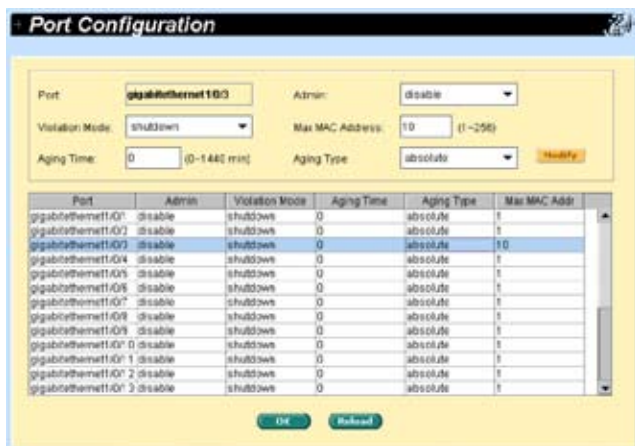 Port Configuration
Port gigabitethernet1/0/3 Admin: disable
Violation Mode: shutdown Max MAC Address: 10 (1~256)
Aging Time: 0 (0~1440 min) Aging Type absolute Modify
Port Admin Violation Mode Aging Time Aging Type Max MAC Addr
gigabitethernet1/0/1 disable shutdown 0 absolute 1
gigabitethernet1/0/2 disable shutdown 0 absolute 1
gigabitethernet1/0/3 disable shutdown 0 absolute 10
gigabitethernet1/0/4 disable shutdown 0 absolute 1
gigabitethernet1/0/5 disable shutdown 0 absolute 1
gigabitethernet1/0/6 disable shutdown 0 absolute 1
gigabitethernet1/0/7 disable shutdown 0 absolute 1
gigabitethernet1/0/8 disable shutdown 0 absolute 1
gigabitethernet1/0/9 disable shutdown 0 absolute 1
gigabitethernet1/0/10 disable shutdown 0 absolute 1
gigabitethernet1/0/11 disable shutdown 0 absolute 1
gigabitethernet1/0/12 disable shutdown 0 absolute 1
gigabitethernet1/0/13 disable shutdown 0 absolute 1
OK Reload